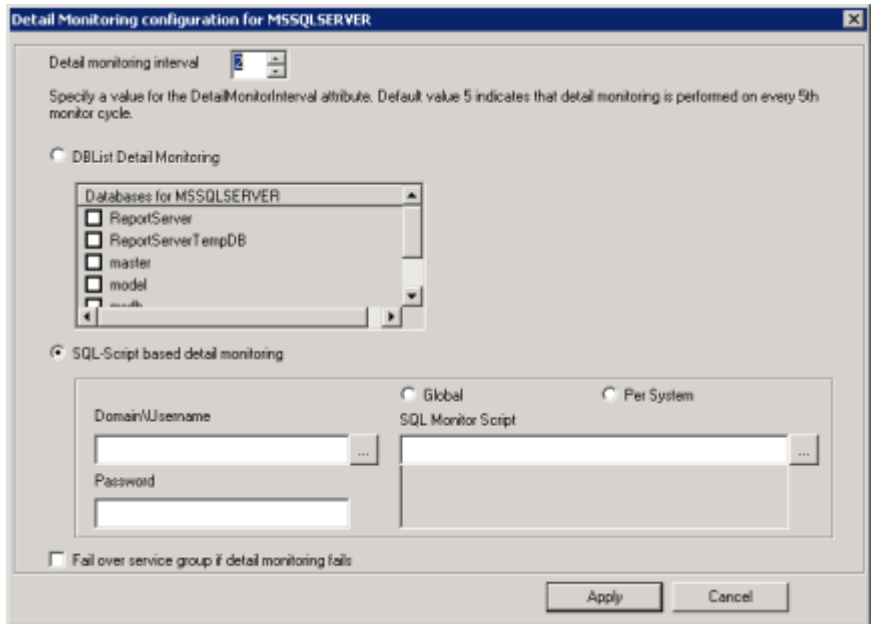 Detail Monitoring configuration for MSSQLSERVER
Detail monitoring interval 2
Specify a value for the DetailMonitorInterval attribute. Default value 5 indicates that detail monitoring is performed on every 5th
monitor cycle.
DBList Detail Monitoring
Databases for MSSQLSERVER
ReportServer
ReportServerTempDB
master
model
SQL-Script based detail monitoring
Global Per System
Domain\Username SQL Monitor Script
... ...
Password
Fail over service group if detail monitoring fails
Apply Cancel